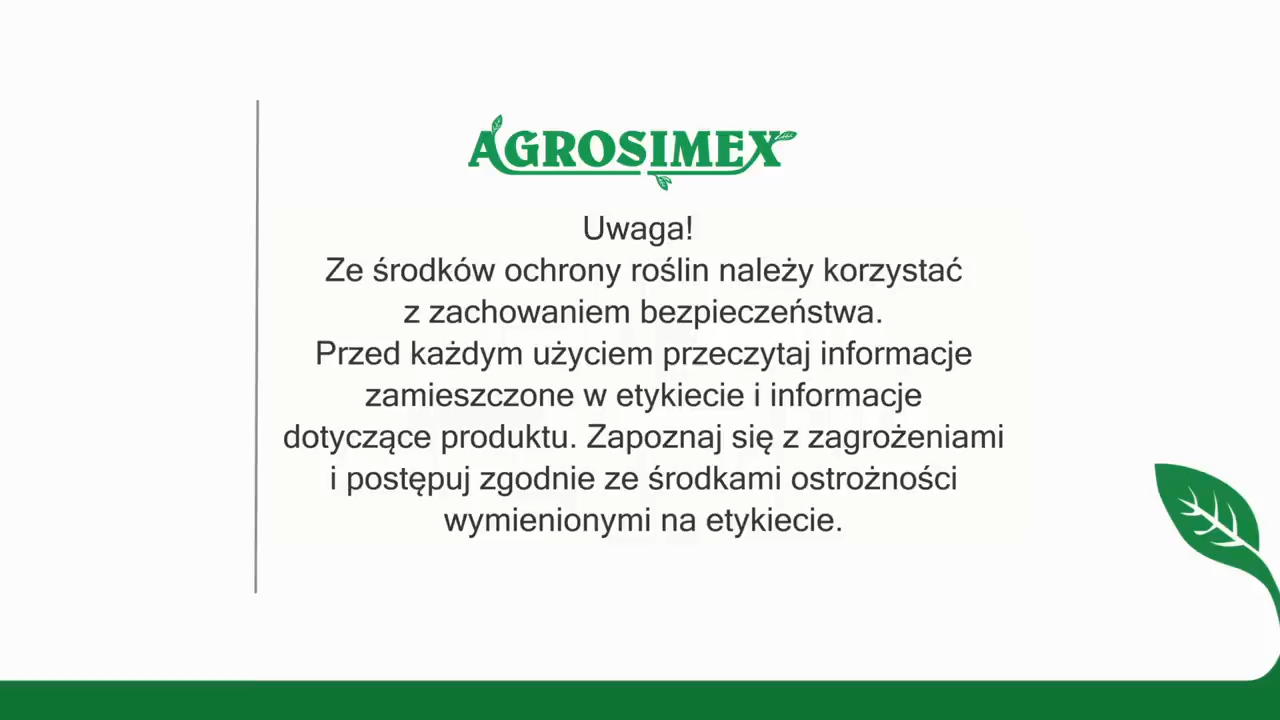 AGROSIMEX
Uwaga!
Ze środków ochrony roślin należy korzystać
z zachowaniem bezpieczeństwa.
Przed każdym użyciem przeczytaj informacje
zamieszczone w etykiecie i informacje
dotyczące produktu. Zapoznaj się z zagrożeniami
i postępuj zgodnie ze środkami ostrożności
wymienionymi na etykiecie.